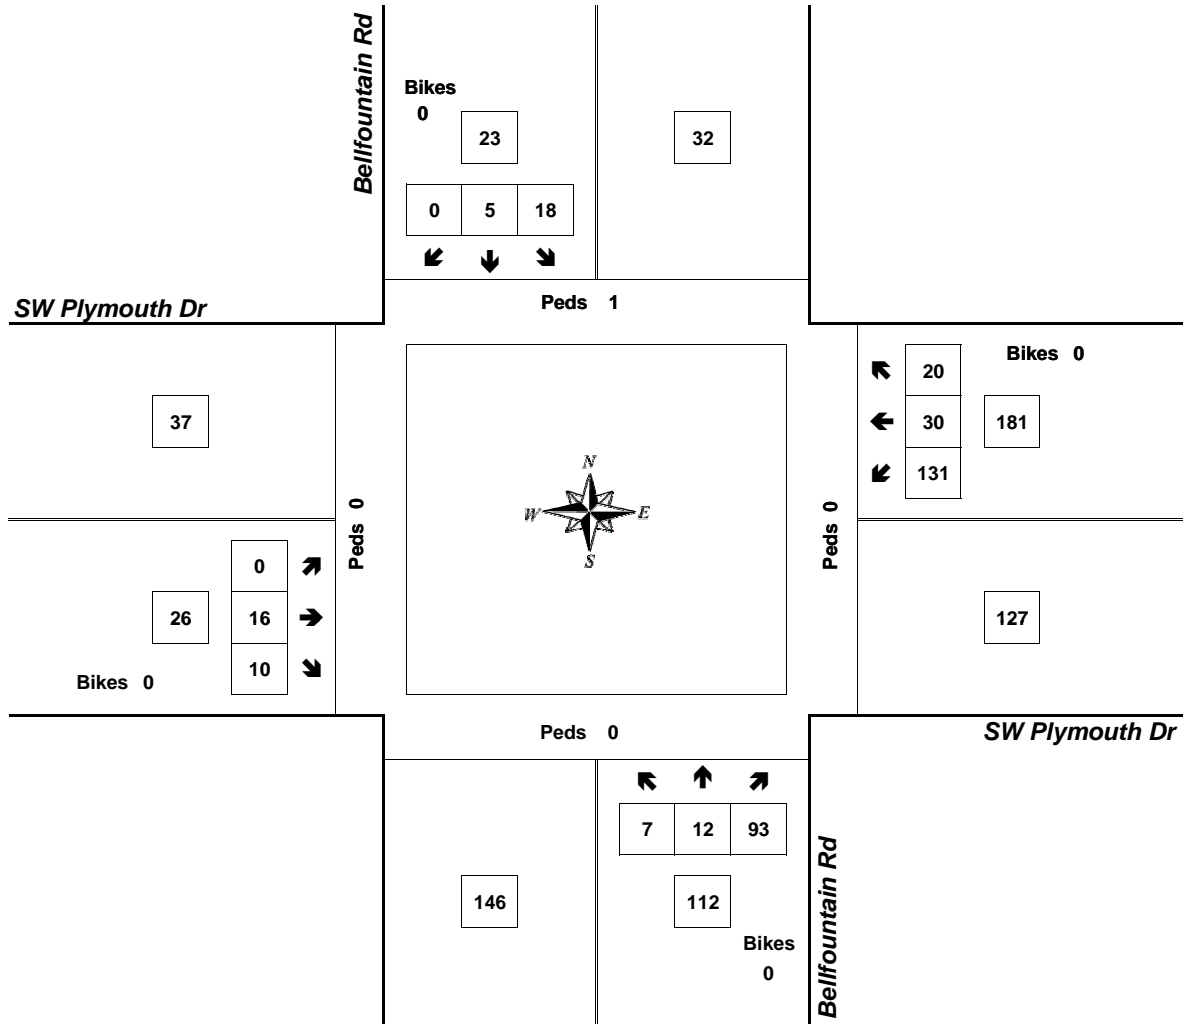 Bellfountain Rd
Bikes
0
23
32
0 5 18
SW Plymouth Dr
Peds 1
Bikes 0
20
37
30
181
131
N
W E
S
Peds 0
Peds 0
0
26
16
127
10
Bikes 0
Peds 0
SW Plymouth Dr
7 12 93
146
112
Bikes
0
Bellfountain Rd